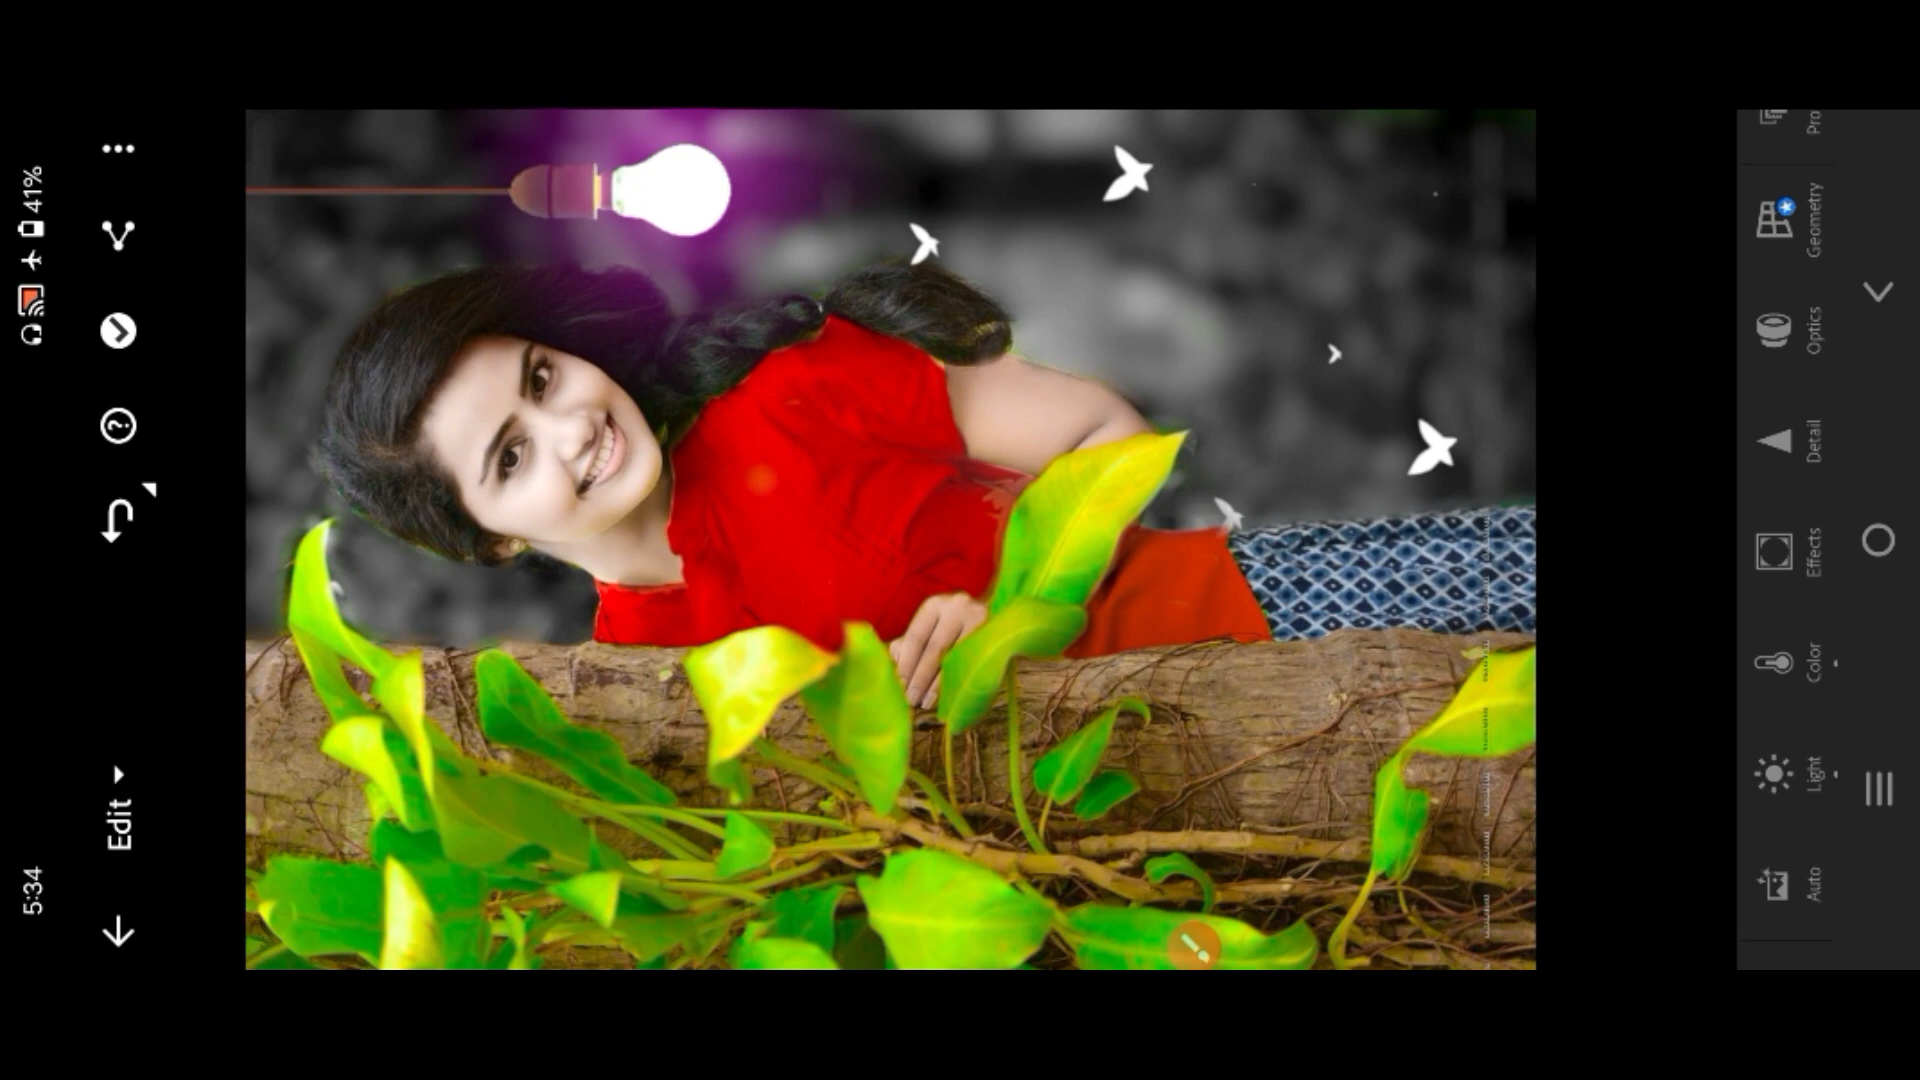 5:34
41%
Edit
Auto
Light
Color
Effects
Detail
Optics
Geometry
Pro